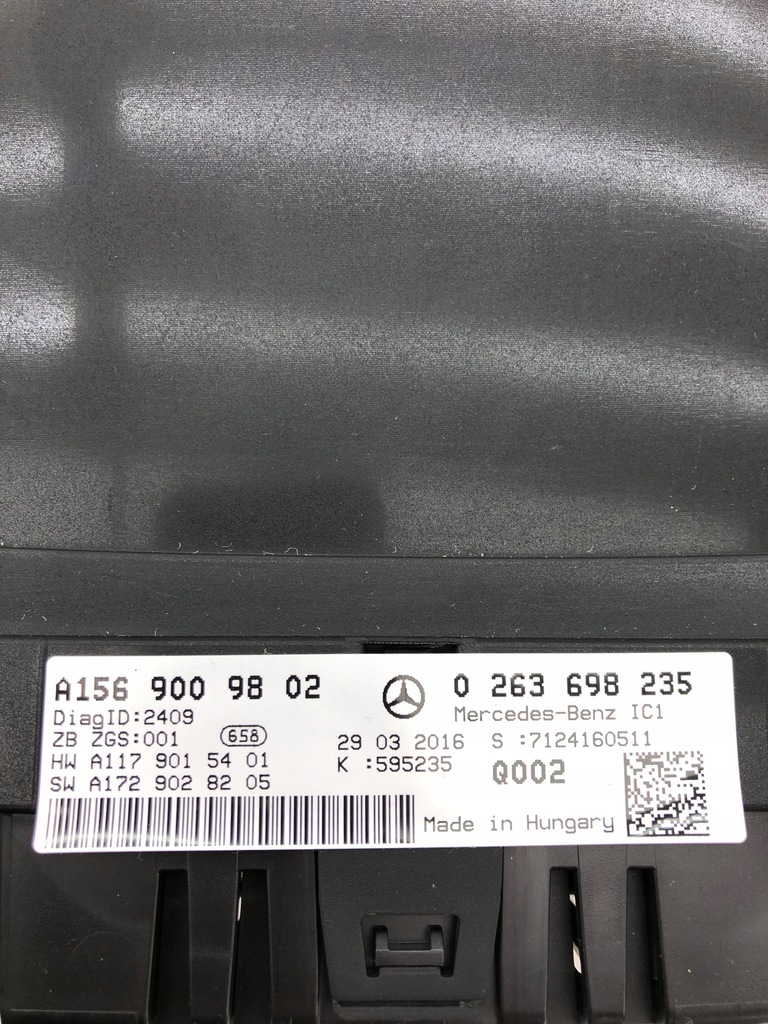 A156 900 98 02
0 263 698 235
DiagID:2409
Mercedes-Benz IC1
ZB ZGS:001 658
29 03 2016 S :7124160511
HW A117 901 54 01
K :595235
Q002
SW A172 902 82 05
Made in Hungary